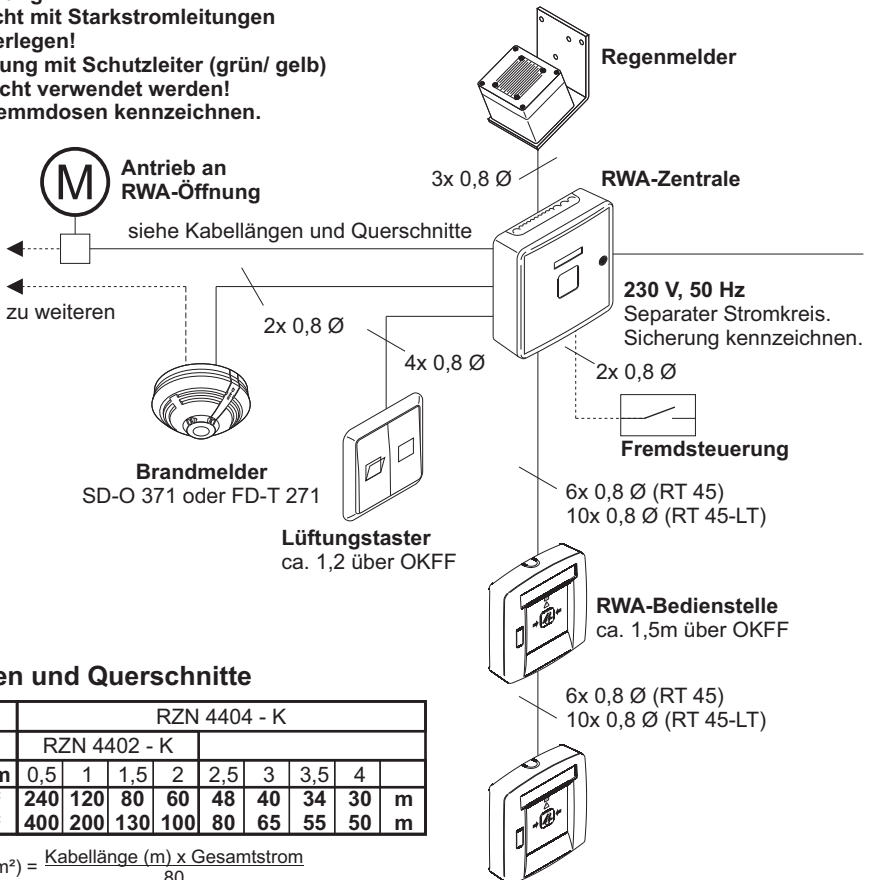 cht mit Starkstromleitungen
erlegen!
ung mit Schutzleiter (grün/ gelb)
cht verwendet werden!
emmdosen kennzeichnen.
Regenmelder
M
Antrieb an
RWA-Öffnung
3x 0,8 Ø
RWA-Zentrale
siehe Kabellängen und Querschnitte
zu weiteren
2x 0,8 Ø
4x 0,8 Ø
230 V, 50 Hz
Separater Stromkreis.
Sicherung kennzeichnen.
2x 0,8 Ø
Fremdsteuerung
Brandmelder
SD-O 371 oder FD-T 271
Lüftungstaster
ca. 1,2 über OKFF
6x 0,8 Ø (RT 45)
10x 0,8 Ø (RT 45-LT)
RWA-Bedienstelle
ca. 1,5m über OKFF
6x 0,8 Ø (RT 45)
10x 0,8 Ø (RT 45-LT)
en und Querschnitte
RZN 4404 - K
RZN 4402 - K
m 0,5 1 1,5 2 2,5 3 3,5 4
240 120 80 60 48 40 34 30 m
400 200 130 100 80 65 55 50 m
m²) = Kabellänge (m) x Gesamtstrom
80